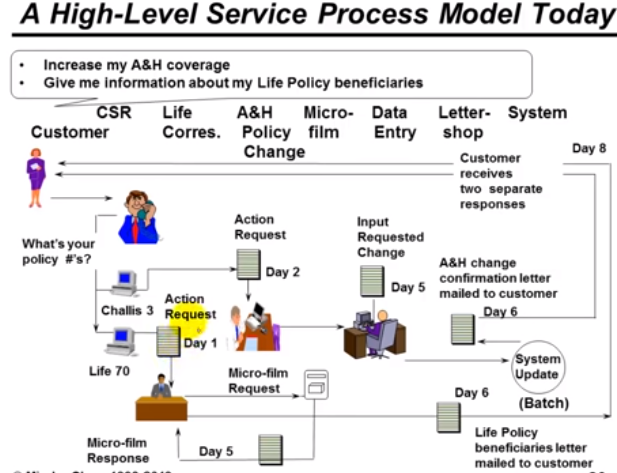 A High-Level Service Process Model Today
• Increase my A&H coverage
• Give me information about my Life Policy beneficiaries
CSR Life A&H Micro- Data Letter- System
Customer Corres. Policy film Entry shop
Change
Day 8
Customer
receives
two separate
responses
What's your
policy #'s?
Action
Request
Day 2
Input
Requested
Change
Day 5
A&H change
confirmation letter
mailed to customer
Day 6
Challis 3
Action
Request
Day 1
Life 70
System
Update
(Batch)
Micro-film
Request
Day 6
Life Policy
beneficiaries letter
mailed to customer
Micro-film
Response
Day 5